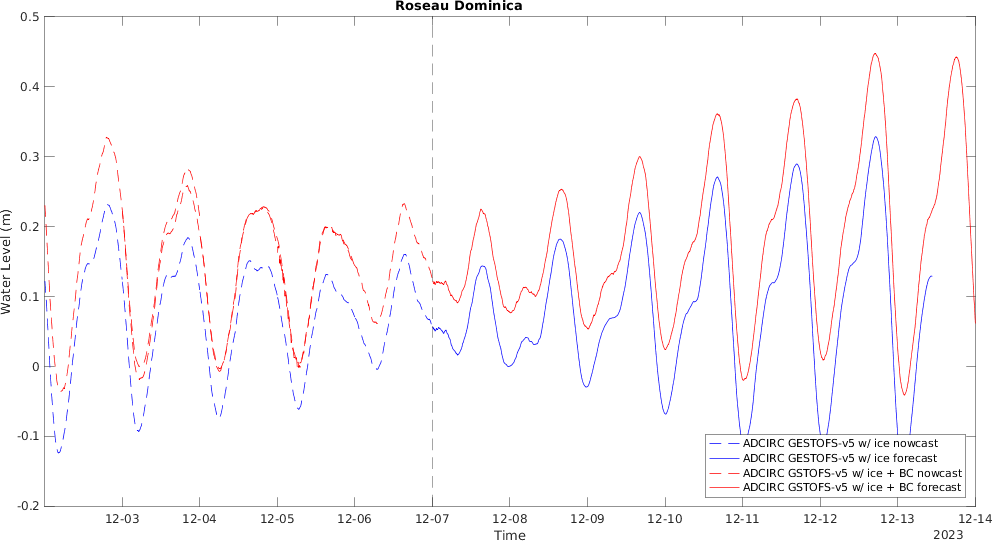 Roseau Dominica
0.5
0.4
0.3
0.2
0.1
0
-0.1
-0.2
Water Level (m)
ADCIRC GESTOFS-v5 w/ ice nowcast
ADCIRC GESTOFS-v5 w/ ice forecast
ADCIRC GSTOFS-v5 w/ ice + BC nowcast
ADCIRC GSTOFS-v5 w/ ice + BC forecast
12-03 12-04 12-05 12-06 12-07 12-08 12-09 12-10 12-11 12-12 12-13 12-14
Time
2023